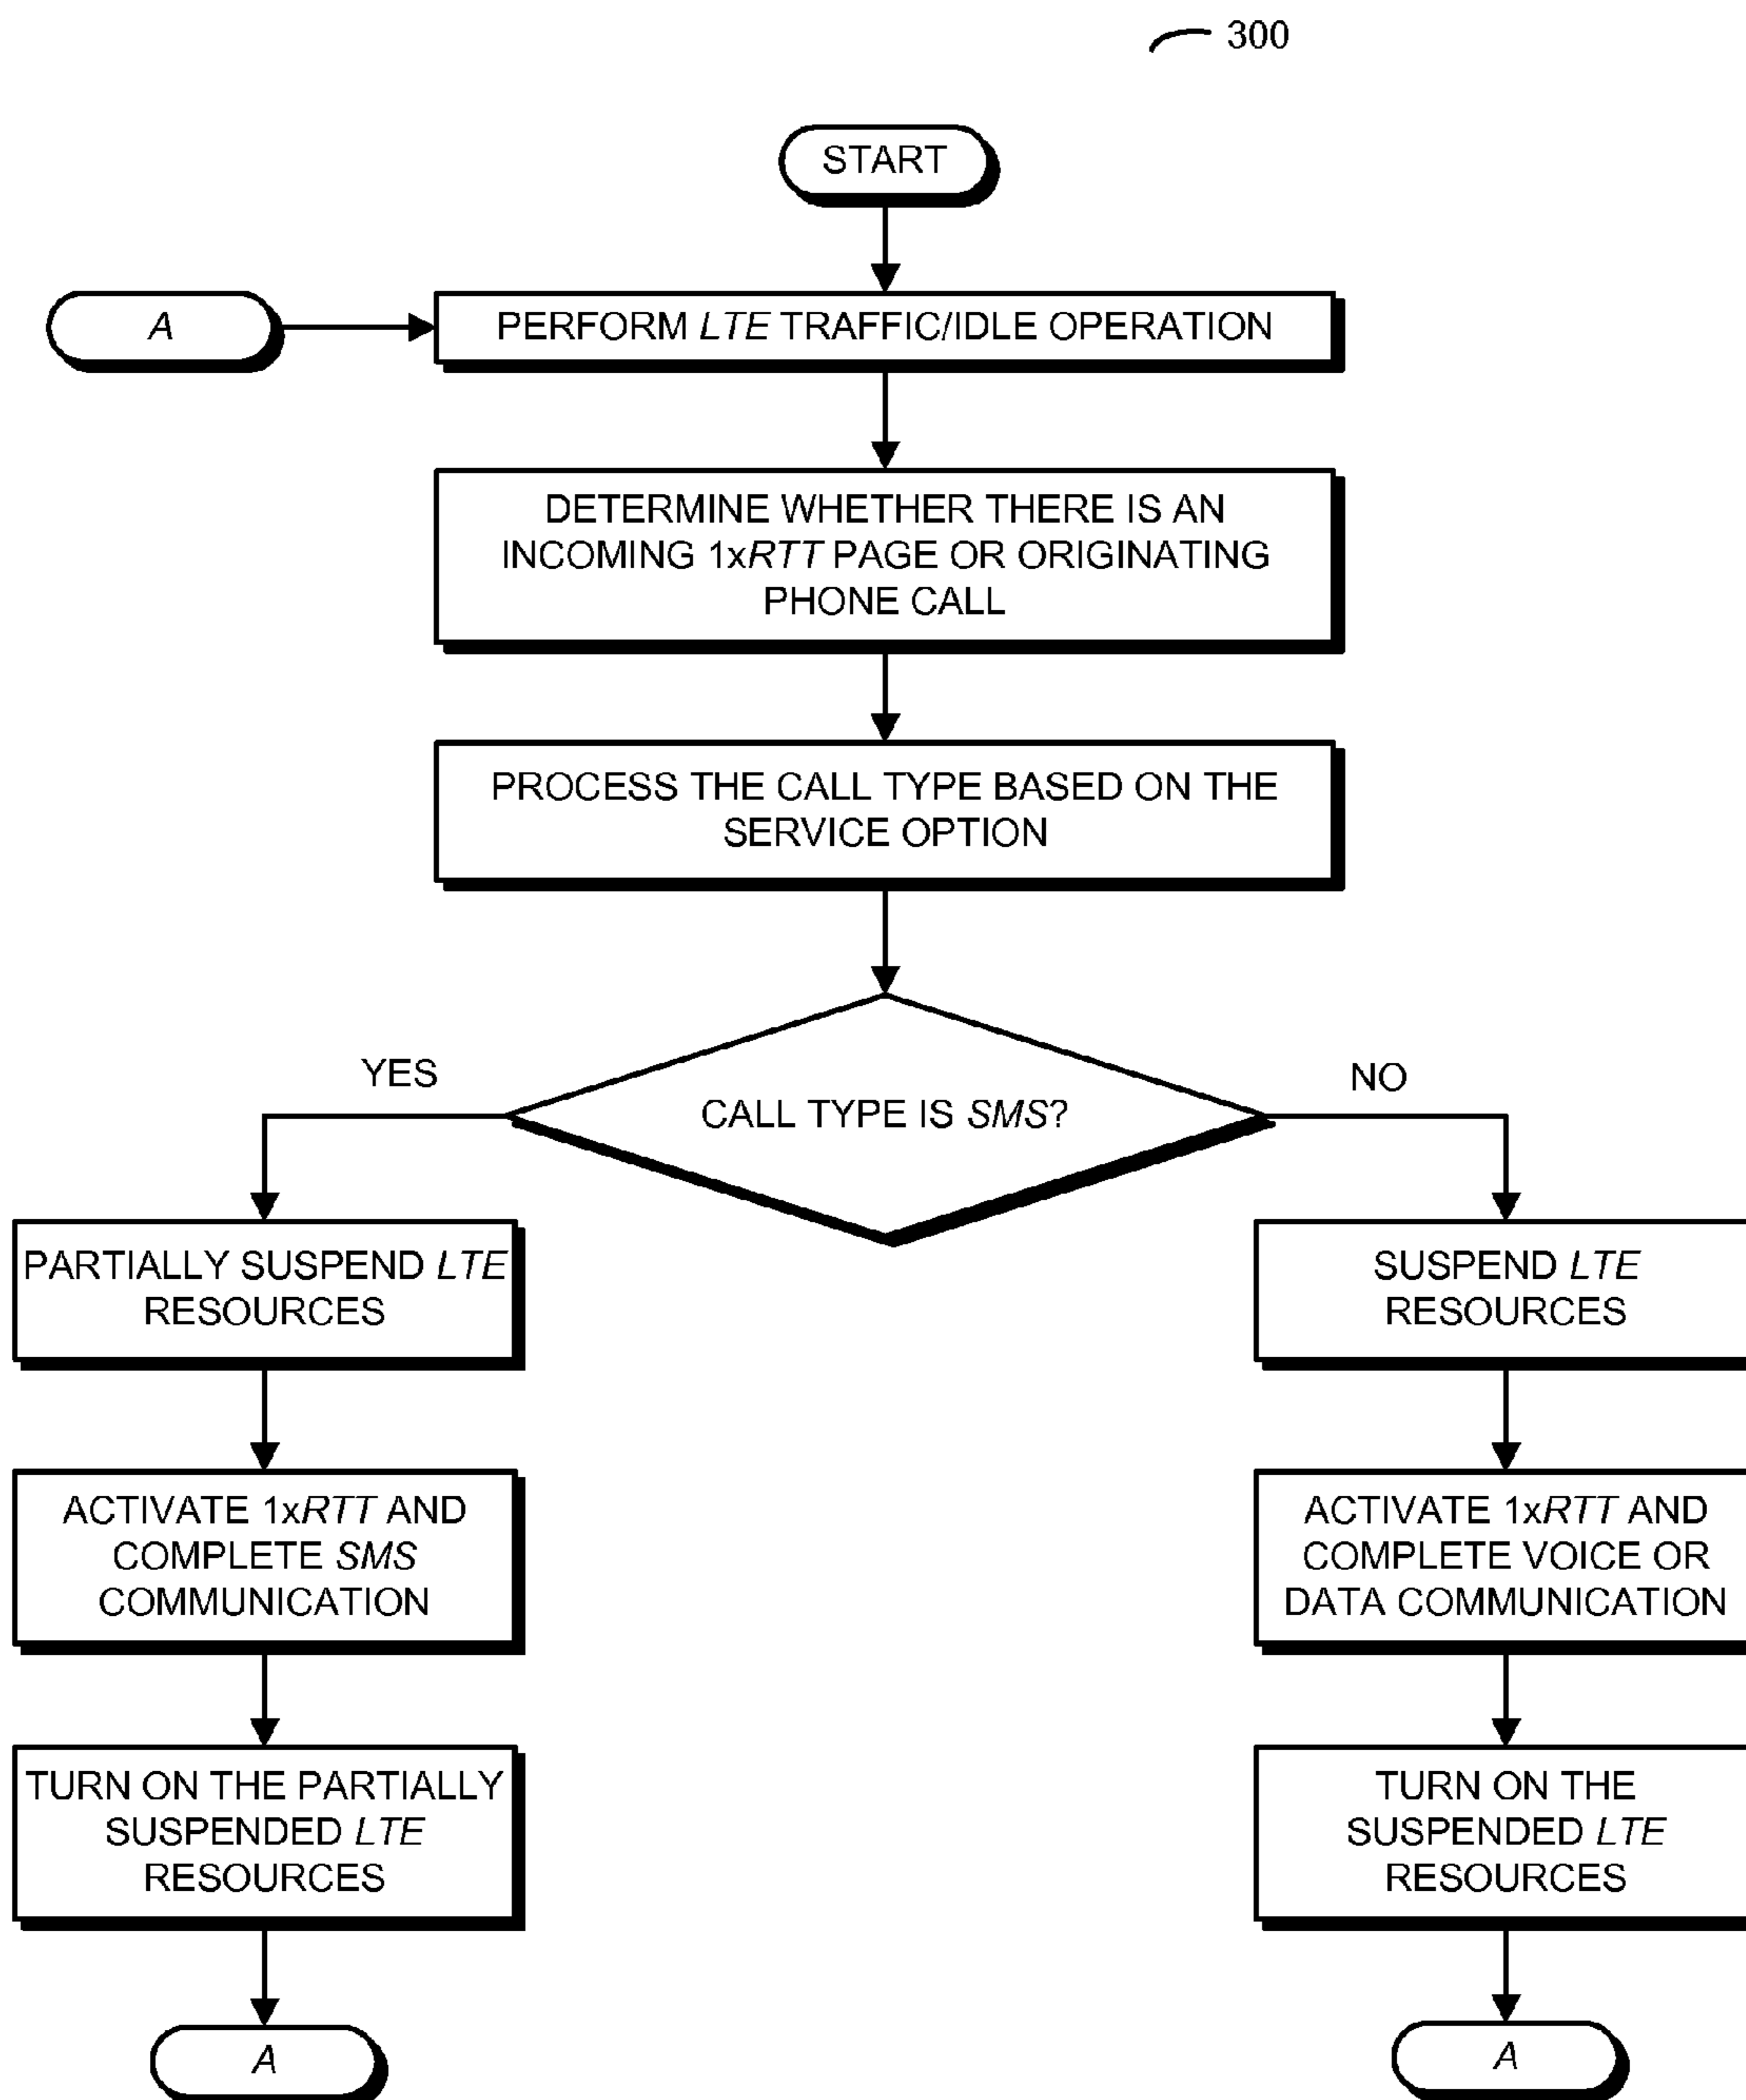 300
START
A
PERFORM LTE TRAFFIC/IDLE OPERATION
DETERMINE WHETHER THERE IS AN
INCOMING 1xRTT PAGE OR ORIGINATING
PHONE CALL
PROCESS THE CALL TYPE BASED ON THE
SERVICE OPTION
YES
CALL TYPE IS SMS?
NO
PARTIALLY SUSPEND LTE
RESOURCES
ACTIVATE 1xRTT AND
COMPLETE SMS
COMMUNICATION
TURN ON THE PARTIALLY
SUSPENDED LTE
RESOURCES
A
SUSPEND LTE
RESOURCES
ACTIVATE 1xRTT AND
COMPLETE VOICE OR
DATA COMMUNICATION
TURN ON THE
SUSPENDED LTE
RESOURCES
A